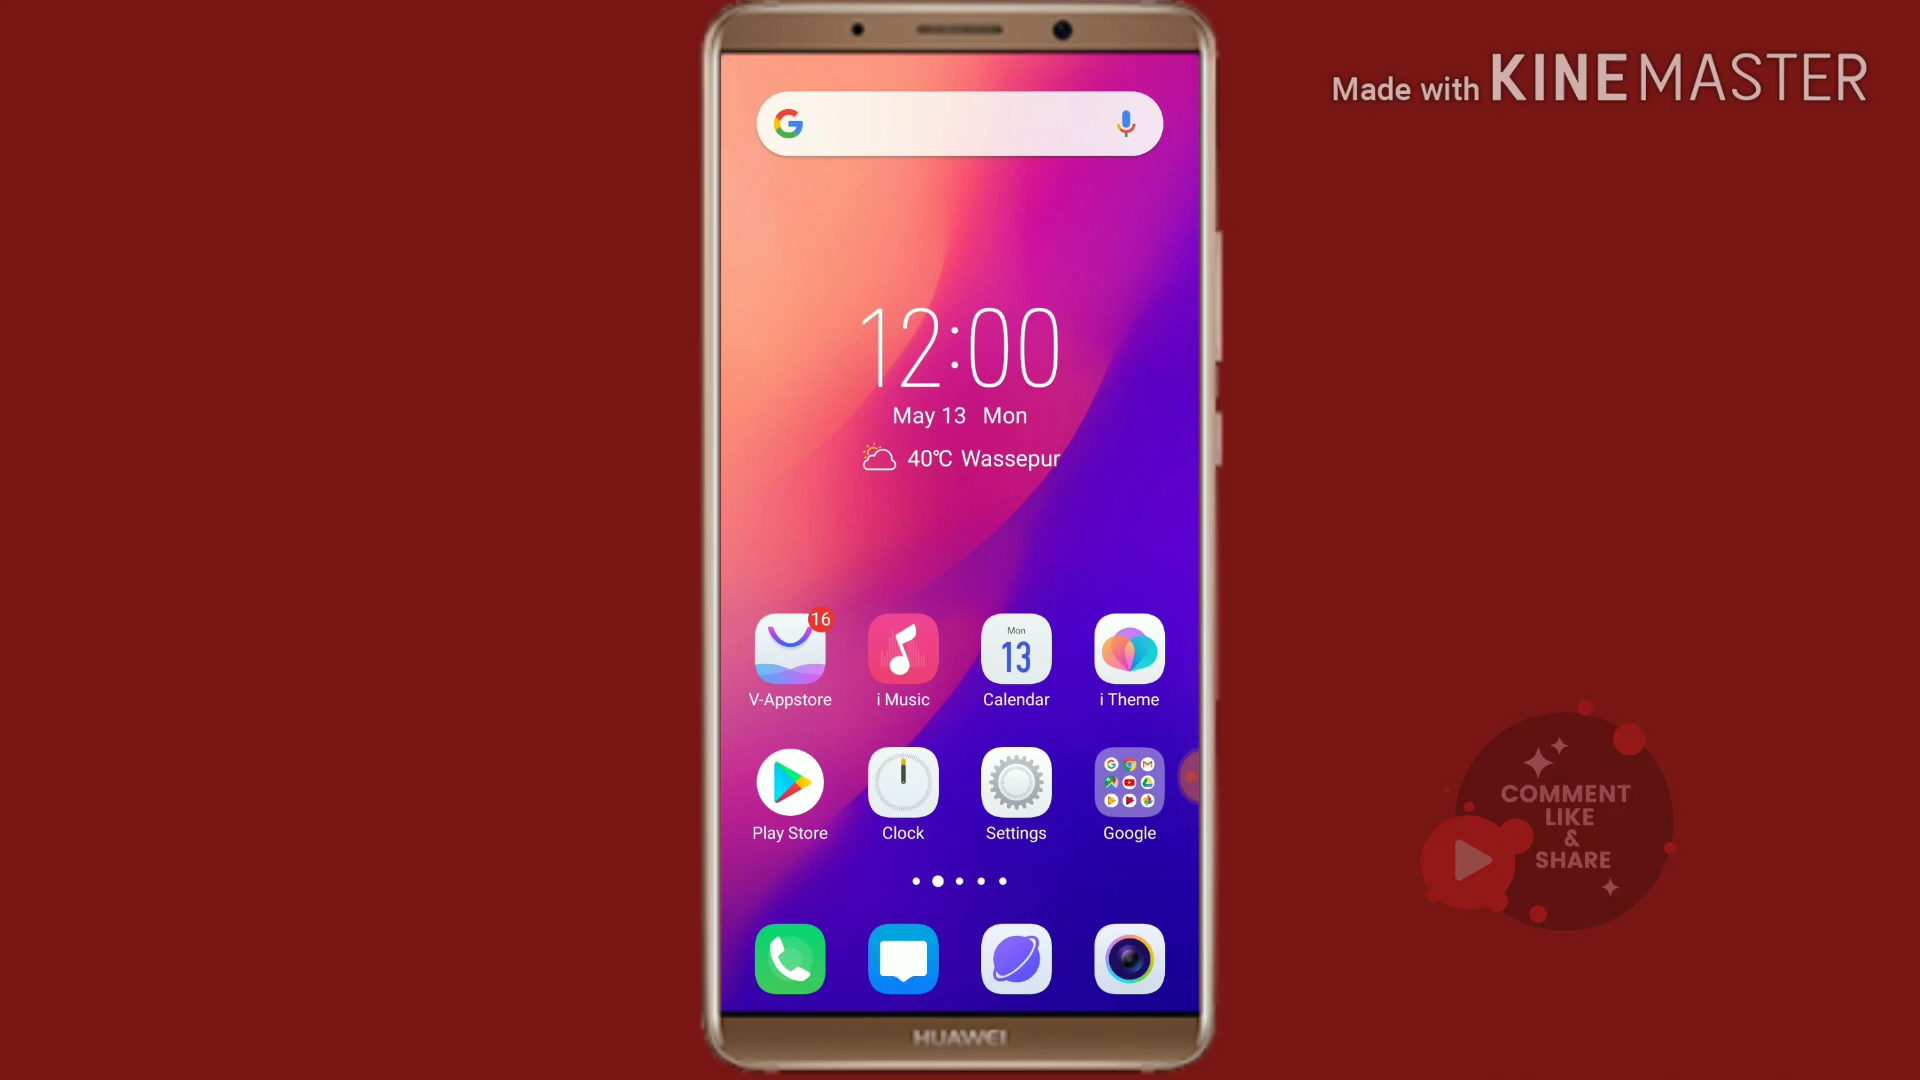 Made with KINEMASTER
12:00
May 13 Mon
40°C Wassepur
16
Mon
13
V-Appstore
i Music
Calendar
i Theme
Play Store
Clock
Settings
Google
COMMENT
LIKE
&
SHARE
HUAWEI